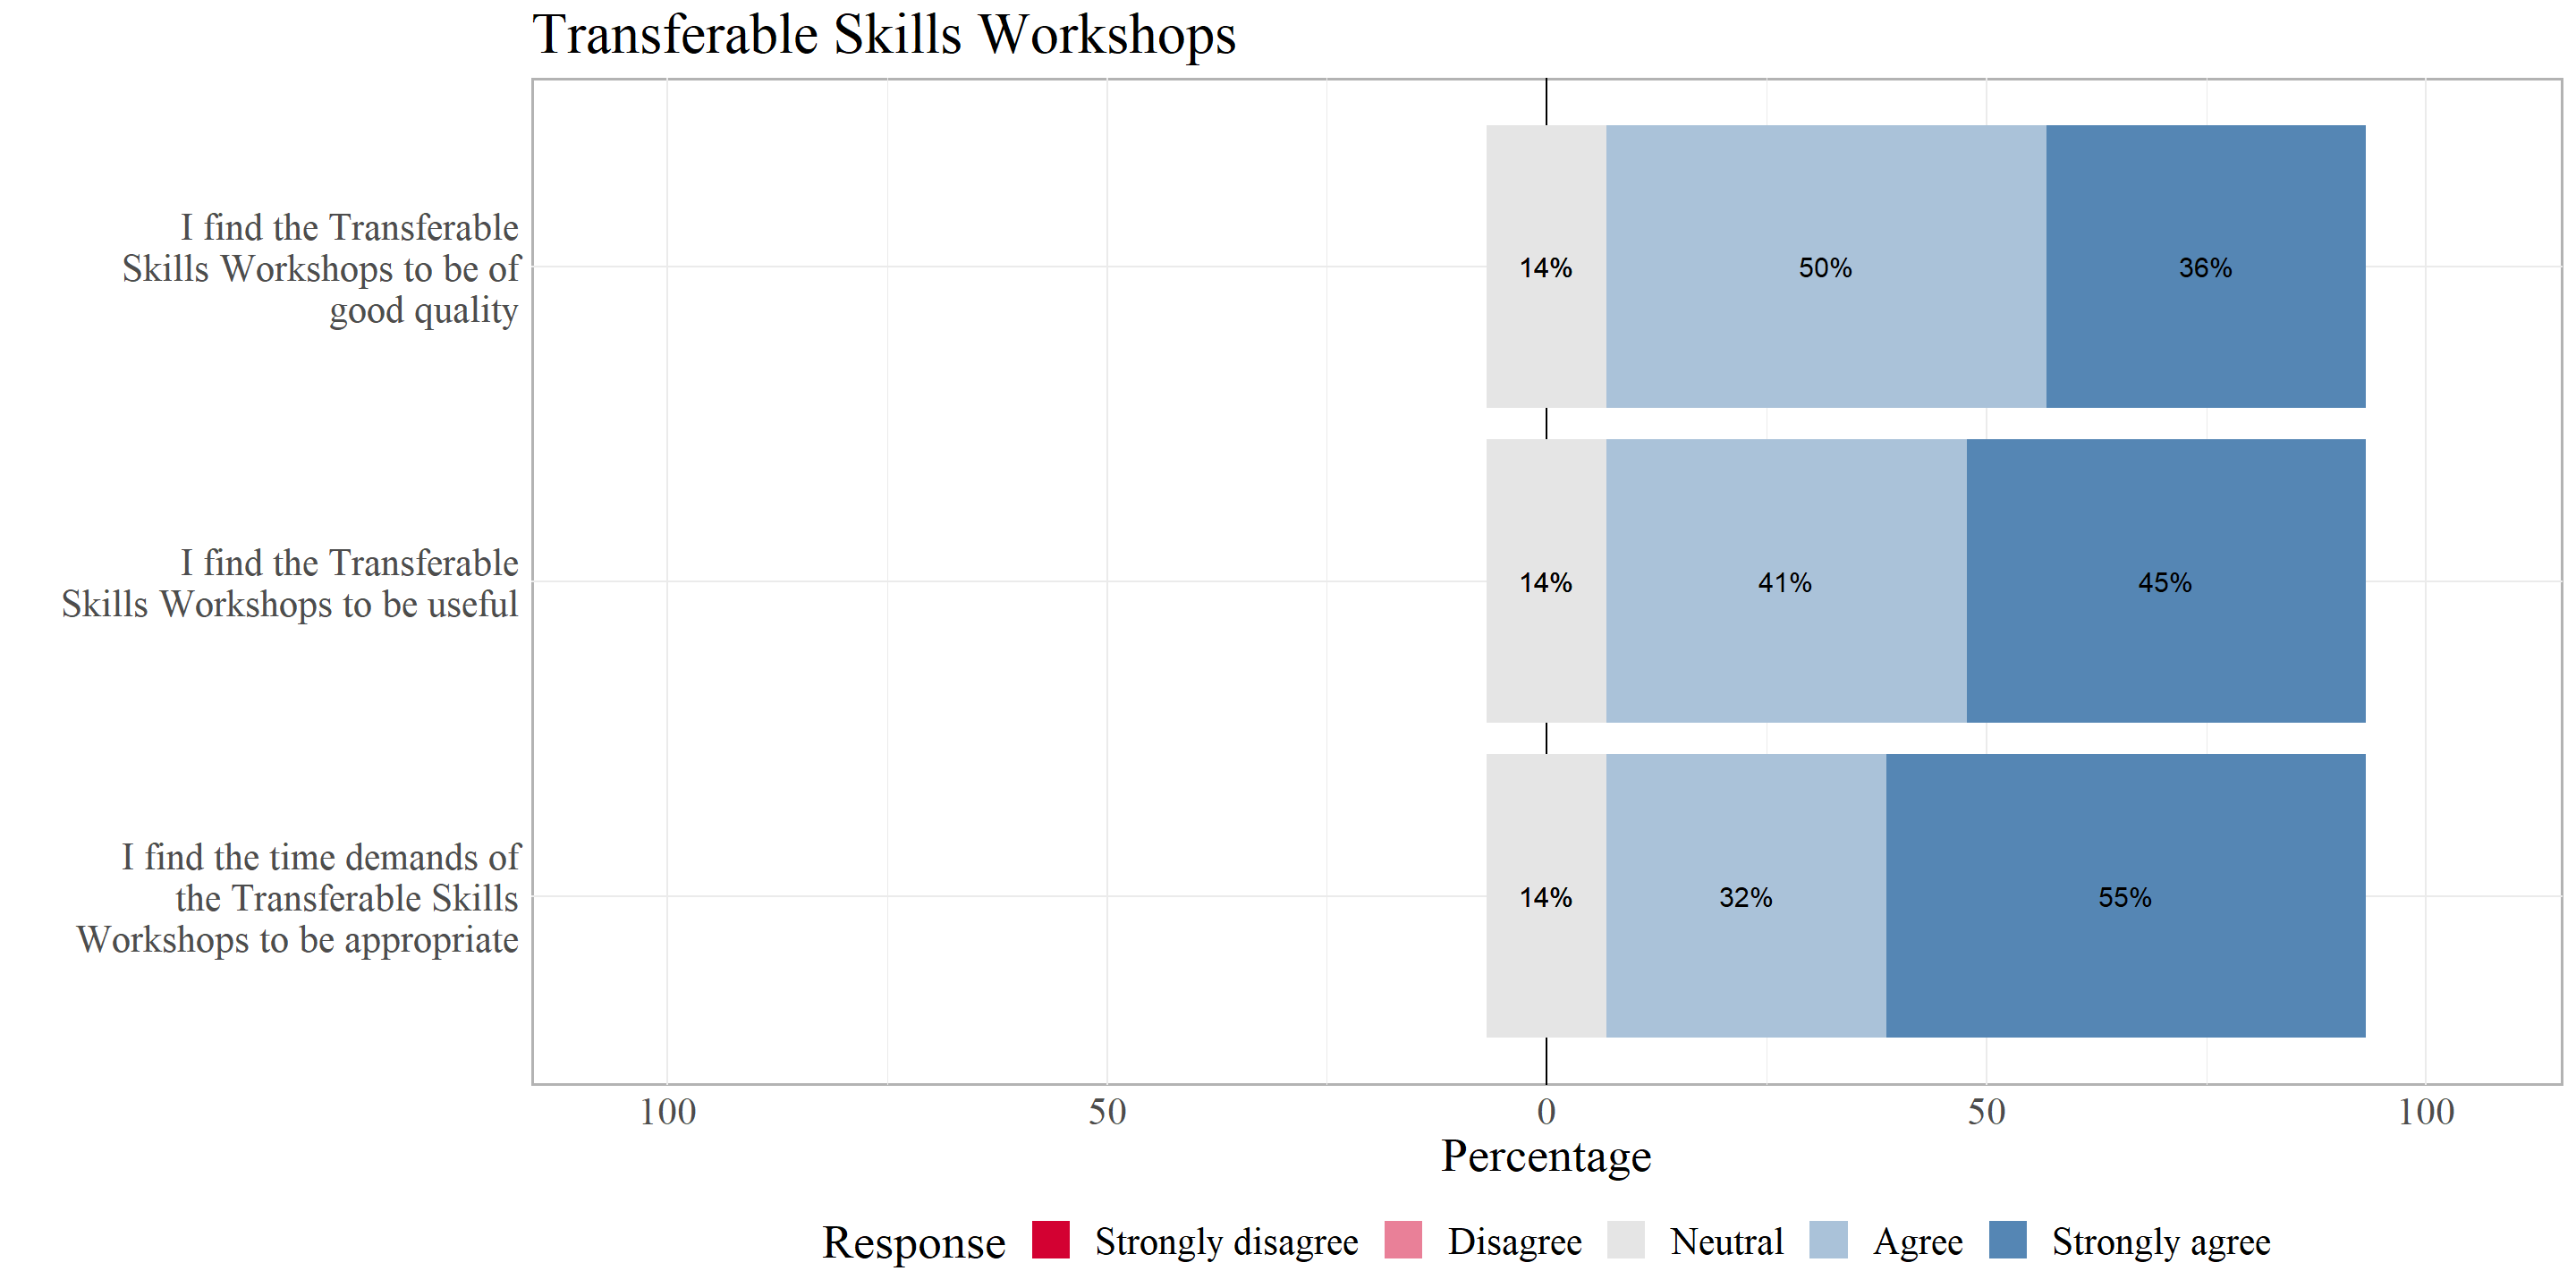 Transferable Skills Workshops
I find the Transferable
Skills Workshops to be of
good quality
14%
50%
36%
I find the Transferable
Skills Workshops to be useful
14%
41%
45%
I find the time demands of
the Transferable Skills
Workshops to be appropriate
14%
32%
55%
100
50
0
50
100
Percentage
Response
Strongly disagree
Disagree
Neutral
Agree
Strongly agree